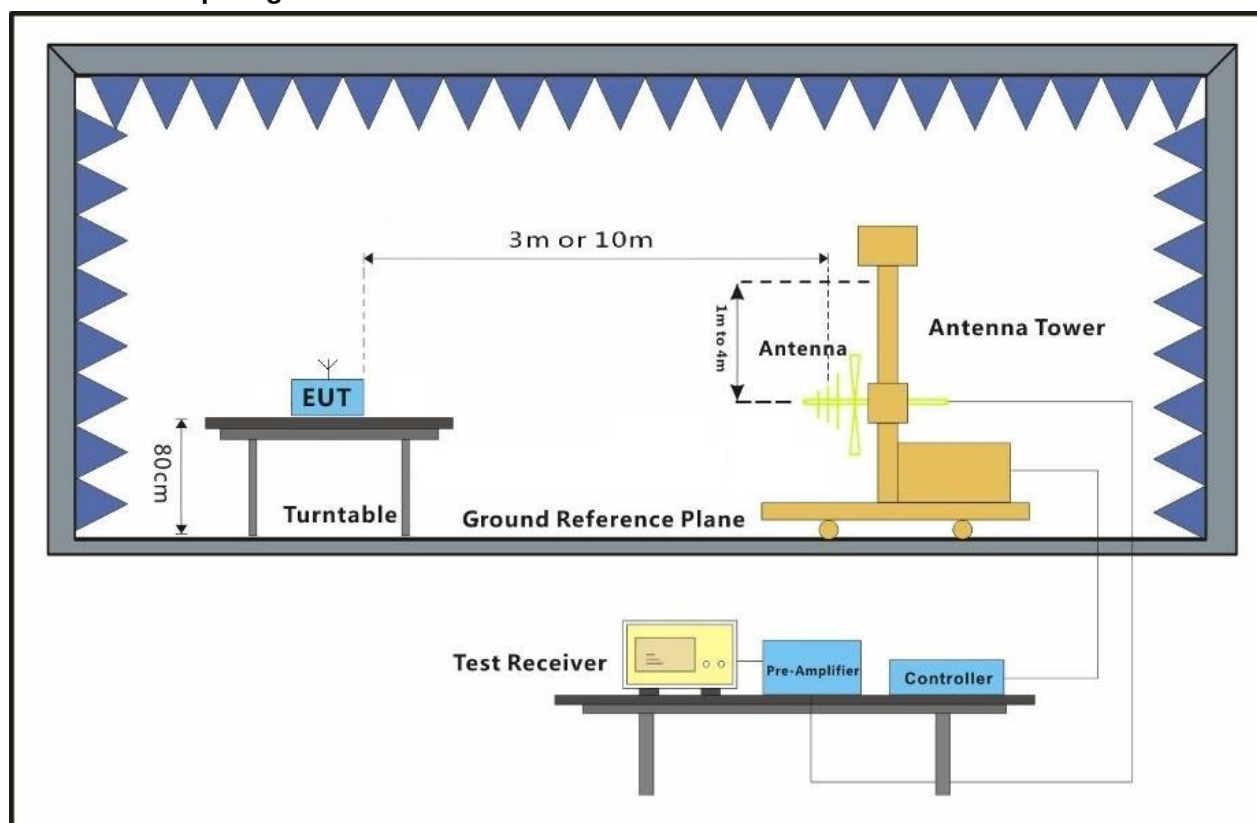 3m or 10m
1m to 4m
Antenna
Antenna Tower
EUT
80cm
Turntable
Ground Reference Plane
Test Receiver
Pre-Amplifier
Controller